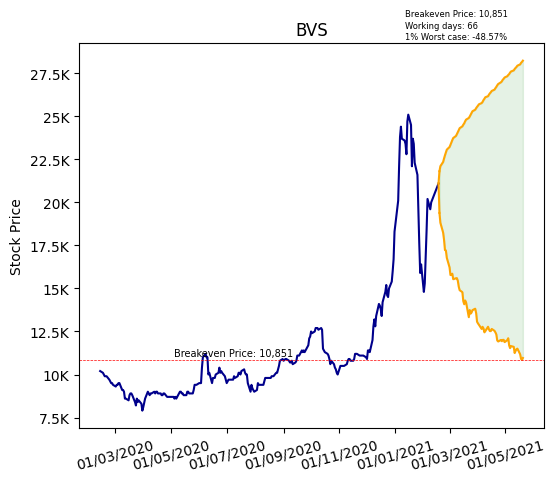 Breakeven Price: 10,851
Working days: 66
1% Worst case: -48.57%
BVS
Stock Price
27.5K
25K
22.5K
20K
17.5K
15K
12.5K
10K
7.5K
Breakeven Price: 10,851
01/03/2020
01/05/2020
01/07/2020
01/09/2020
01/11/2020
01/01/2021
01/03/2021
01/05/2021